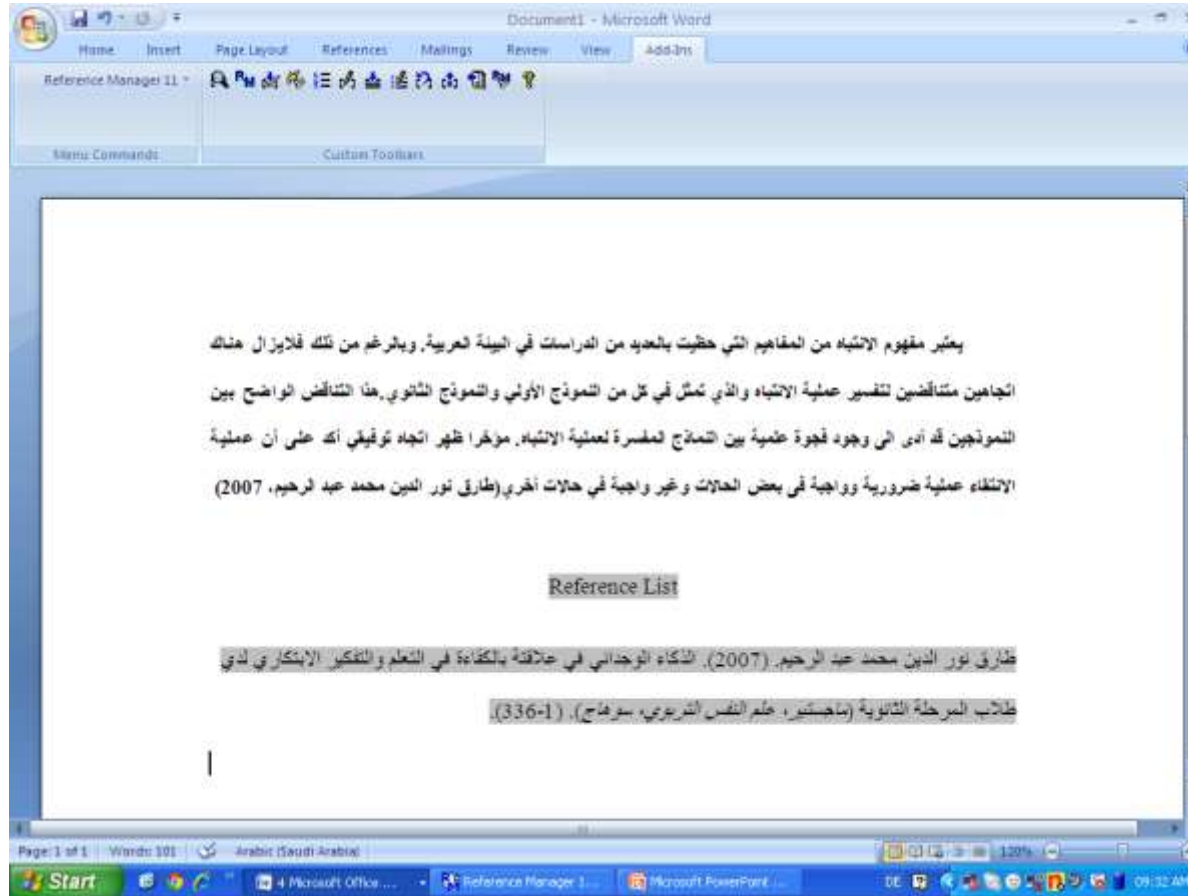 Document1 - Microsoft Word
Home Insert Page Layout References Mailings Review View Add-Ins
Reference Manager 11
Menu Commands Custom Toolbars
يعتبر مفهوم الانتباه من المفاهيم التي حظيت بالعديد من الدراسات في البيئة العربية. وبالرغم من ذلك فلايزال هناك
اتجاهين متناقضين لتفسير عملية الانتباه والذي تمثل في كل من النموذج الأولي والنموذج الثانوي.هذا التناقض الواضح بين
النموذجين قد أدى الى وجود فجوة علمية بين النماذج المفسرة لعملية الانتباه. مؤخرا ظهر اتجاه توفيقي أكد على أن عملية
الانتقاء عملية ضرورية وواجبة في بعض الحالات وغير واجبة في حالات أخري(طارق نور الدين محمد عبد الرحيم، 2007)
Reference List
طارق نور الدين محمد عبد الرحيم. (2007). الذكاء الوجداني في علاقتة بالكفاءة في التعلم والتفكير الابتكاري لدي
طلاب المرحلة الثانوية (ماجستير، علم النفس التربوي، سوهاج). (1-336).
Page: 1 of 1 Words: 101 Arabic (Saudi Arabia) 120%
Start 4 Microsoft Office ... Reference Manager 1... Microsoft PowerPoint ... DE 09:32 AM